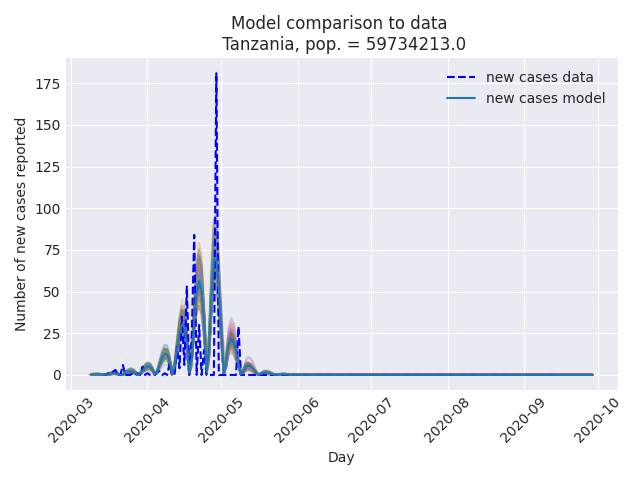 Model comparison to data
Tanzania, pop. = 59734213.0
new cases data
new cases model
Number of new cases reported
175
150
125
100
75
50
25
0
2020-03
2020-04
2020-05
2020-06
2020-07
2020-08
2020-09
2020-10
Day